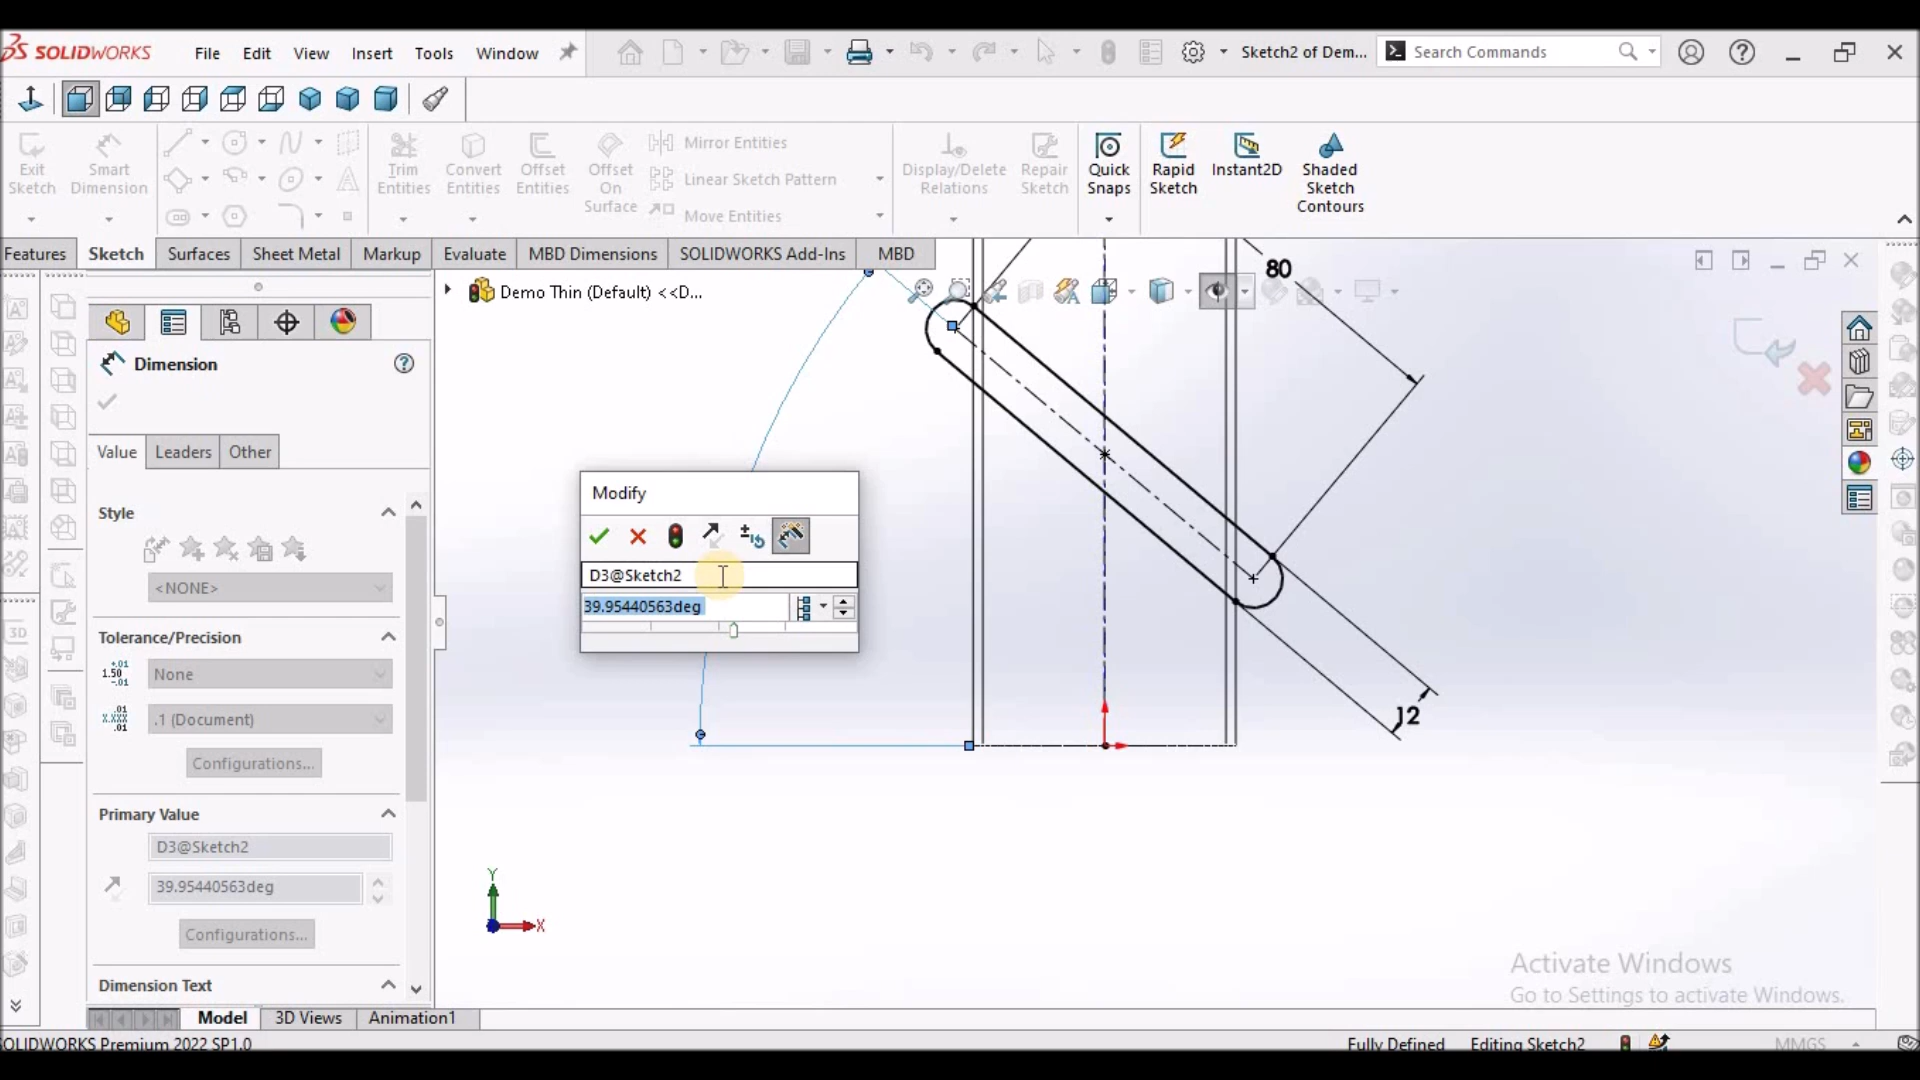 SOLIDWORKS File Edit View Insert Tools Window Sketch2 of Dem... Search Commands
Exit Sketch
Smart Dimension
Trim Entities
Convert Entities
Offset Entities
Offset On Surface
Mirror Entities
Linear Sketch Pattern
Move Entities
Display/Delete Relations
Repair Sketch
Quick Snaps
Rapid Sketch
Instant2D
Shaded Sketch Contours
Features Sketch Surfaces Sheet Metal Markup Evaluate MBD Dimensions SOLIDWORKS Add-Ins MBD
Demo Thin (Default) <<D...
80
Dimension
Value Leaders Other
Style
<NONE>
Tolerance/Precision
None
.1 (Document)
Configurations...
Primary Value
D3@Sketch2
39.95440563deg
Configurations...
Dimension Text
Modify
D3@Sketch2
39.95440563deg
12
Y
X
Activate Windows
Go to Settings to activate Windows.
Model 3D Views Animation1
SOLIDWORKS Premium 2022 SP1.0 Fully Defined Editing Sketch2 MMGS